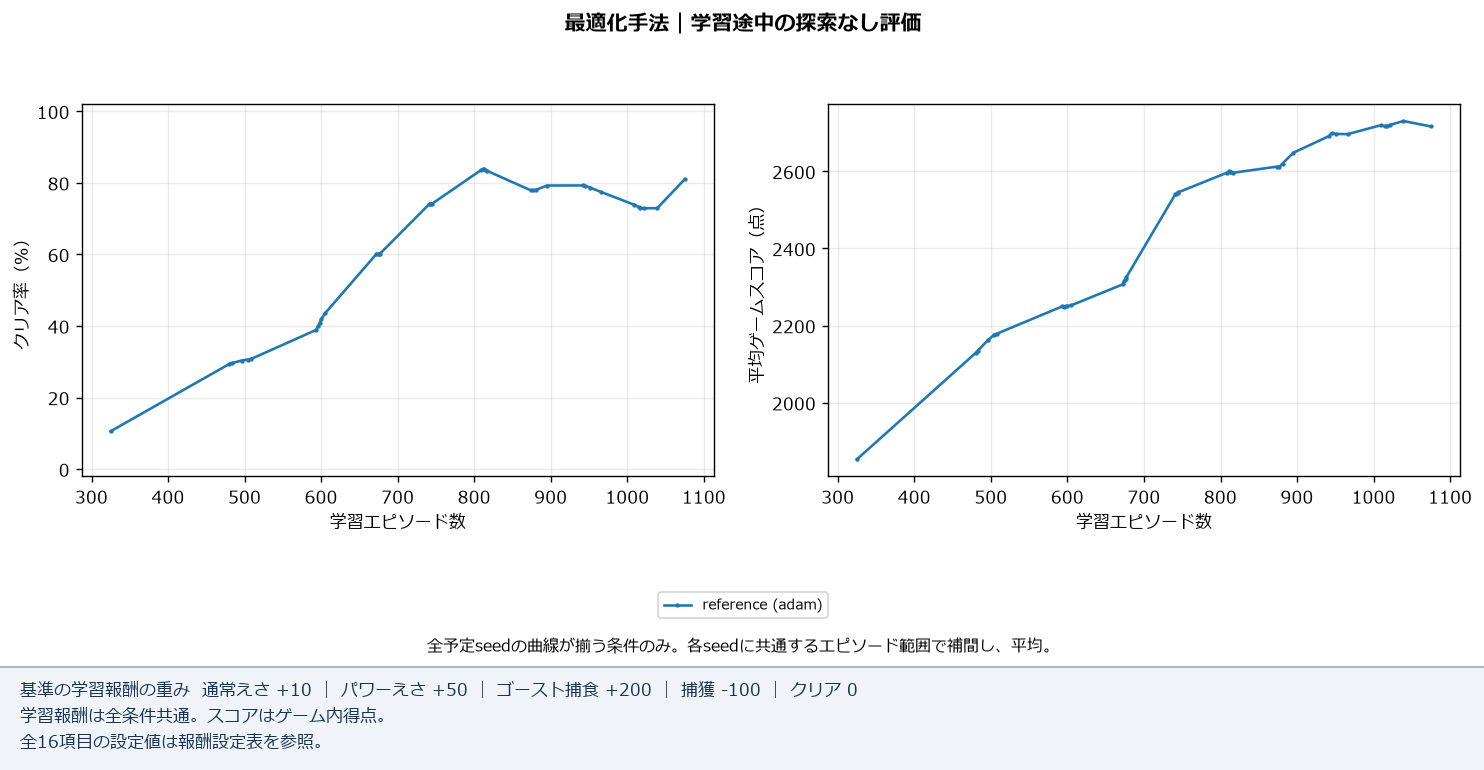 最適化手法｜学習途中の探索なし評価
クリア率（%）
100
80
60
40
20
0
300 400 500 600 700 800 900 1000 1100
学習エピソード数
平均ゲームスコア（点）
2600
2400
2200
2000
300 400 500 600 700 800 900 1000 1100
学習エピソード数
reference (adam)
全予定seedの曲線が揃う条件のみ。各seedに共通するエピソード範囲で補間し、平均。
基準の学習報酬の重み 通常えさ +10 ｜ パワーえさ +50 ｜ ゴースト捕食 +200 ｜ 捕獲 -100 ｜ クリア 0
学習報酬は全条件共通。スコアはゲーム内得点。
全16項目の設定値は報酬設定表を参照。